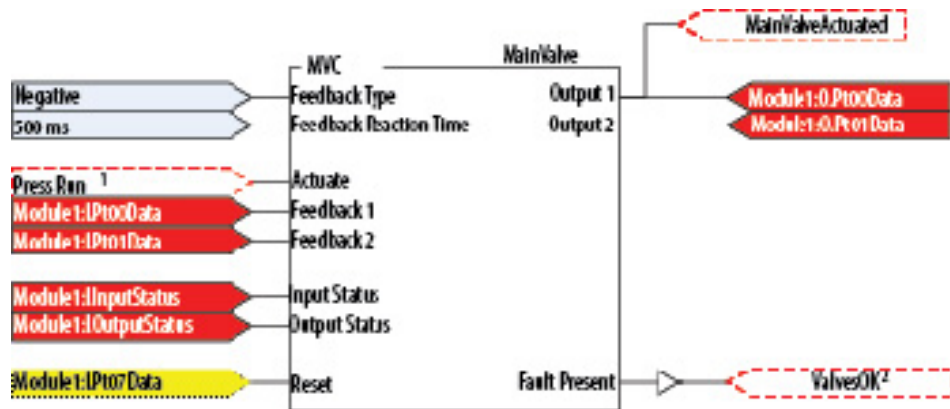 MainValveActuated
MVC
MainValve
Negative
Feedback Type
Output 1
Module1:O.Pt00Data
500 ms
Feedback Reaction Time
Output 2
Module1:O.Pt01Data
Press Run 1
Actuate
Module1:I.Pt00Data
Feedback 1
Module1:I.Pt01Data
Feedback 2
Module1:I.InputStatus
Input Status
Module1:I.OutputStatus
Output Status
Module1:I.Pt07Data
Reset
Fault Present
ValvesOK2